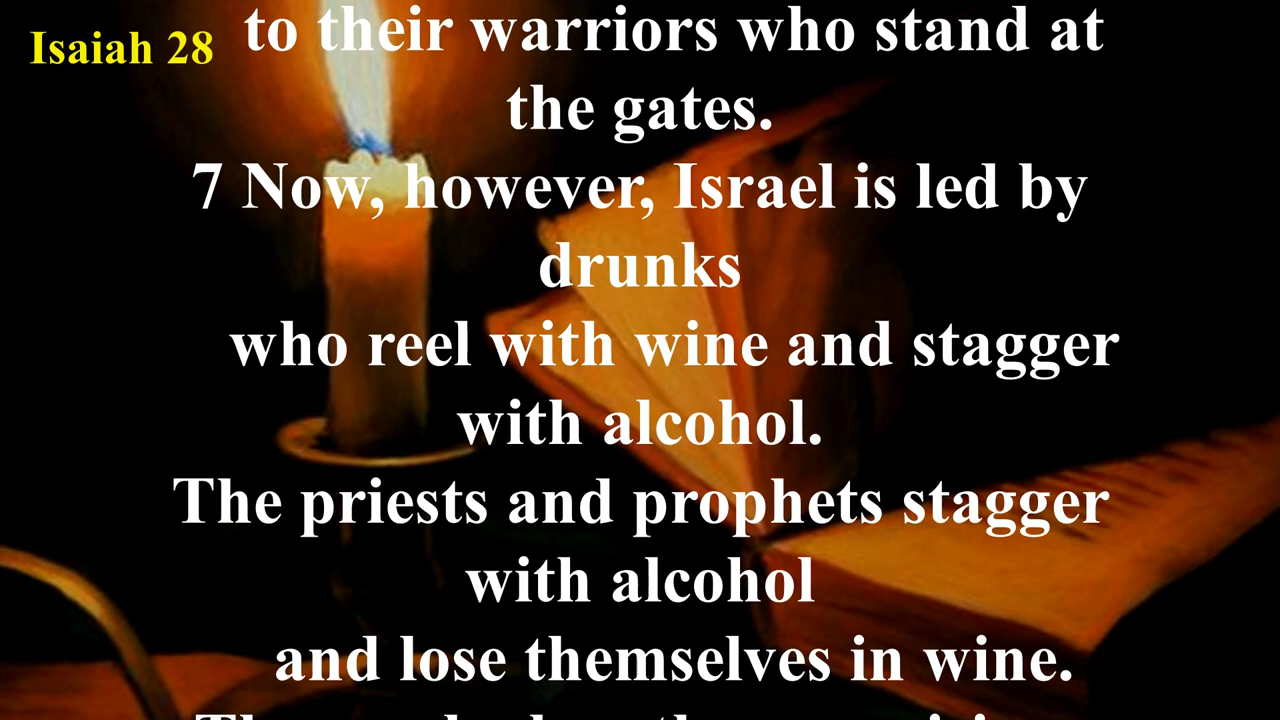 Isaiah 28
to their warriors who stand at
the gates.
7 Now, however, Israel is led by
drunks
who reel with wine and stagger
with alcohol.
The priests and prophets stagger
with alcohol
and lose themselves in wine.